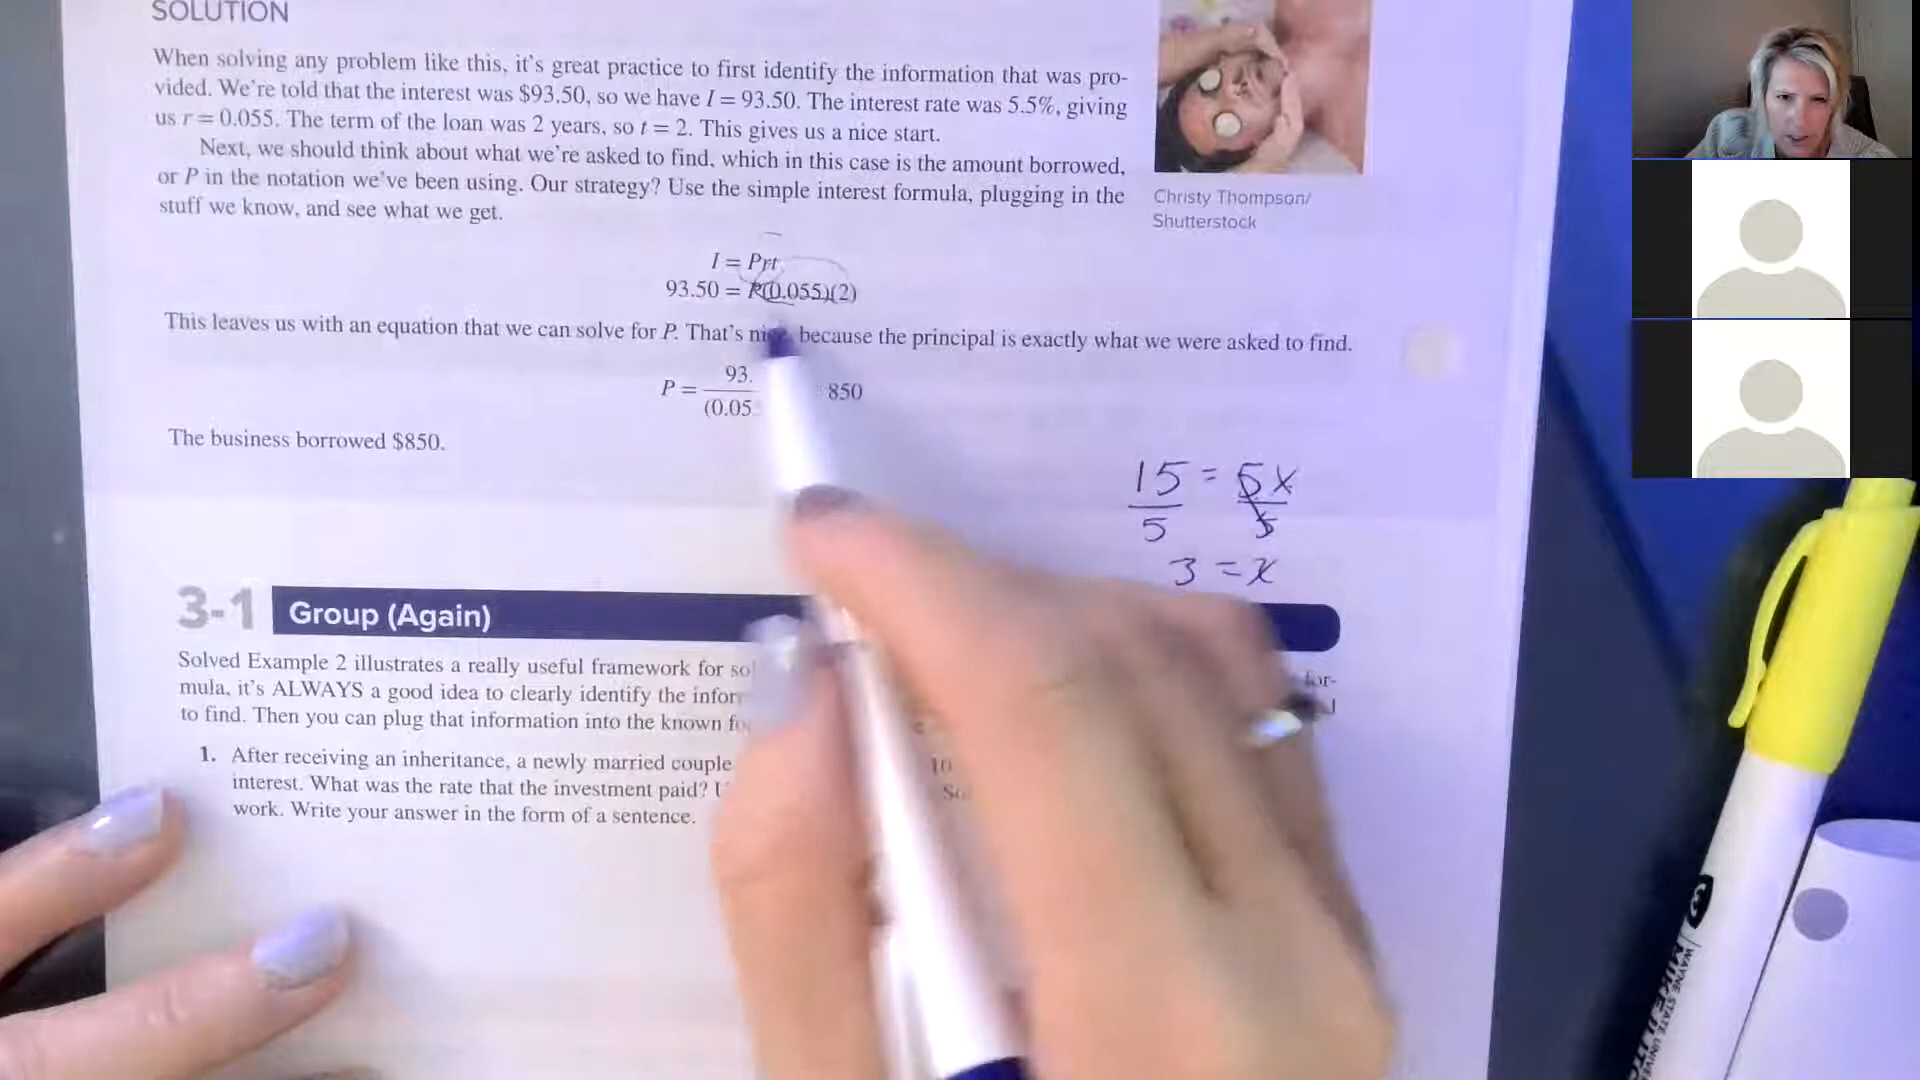 SOLUTION
When solving any problem like this, it's great practice to first identify the information that was pro-
vided. We're told that the interest was $93.50, so we have I = 93.50. The interest rate was 5.5%, giving
us r = 0.055. The term of the loan was 2 years, so t = 2. This gives us a nice start.
Next, we should think about what we're asked to find, which in this case is the amount borrowed,
or P in the notation we've been using. Our strategy? Use the simple interest formula, plugging in the
stuff we know, and see what we get.
Christy Thompson/
Shutterstock
I = Prt
93.50 = P(0.055)(2)
This leaves us with an equation that we can solve for P. That's nice, because the principal is exactly what we were asked to find.
P = 93.
(0.05
850
The business borrowed $850.
15 = 5x
5 5
3 = x
3-1 Group (Again)
Solved Example 2 illustrates a really useful framework for for-
mula, it's ALWAYS a good idea to clearly identify the
to find. Then you can plug that information into the known
1. After receiving an inheritance, a newly married couple 10
interest. What was the rate that the investment paid?
work. Write your answer in the form of a sentence.
WAYNE STATE